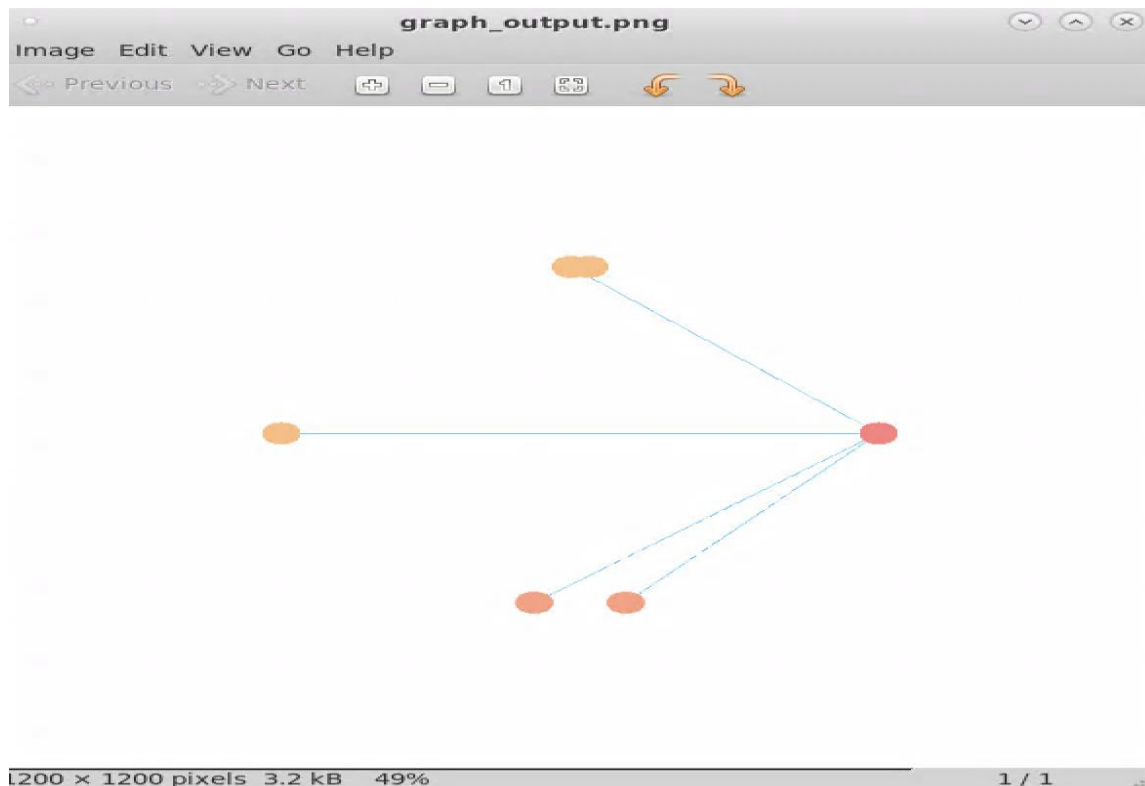 graph_output.png
Image Edit View Go Help
Previous Next
1200 × 1200 pixels 3.2 kB 49% 1 / 1